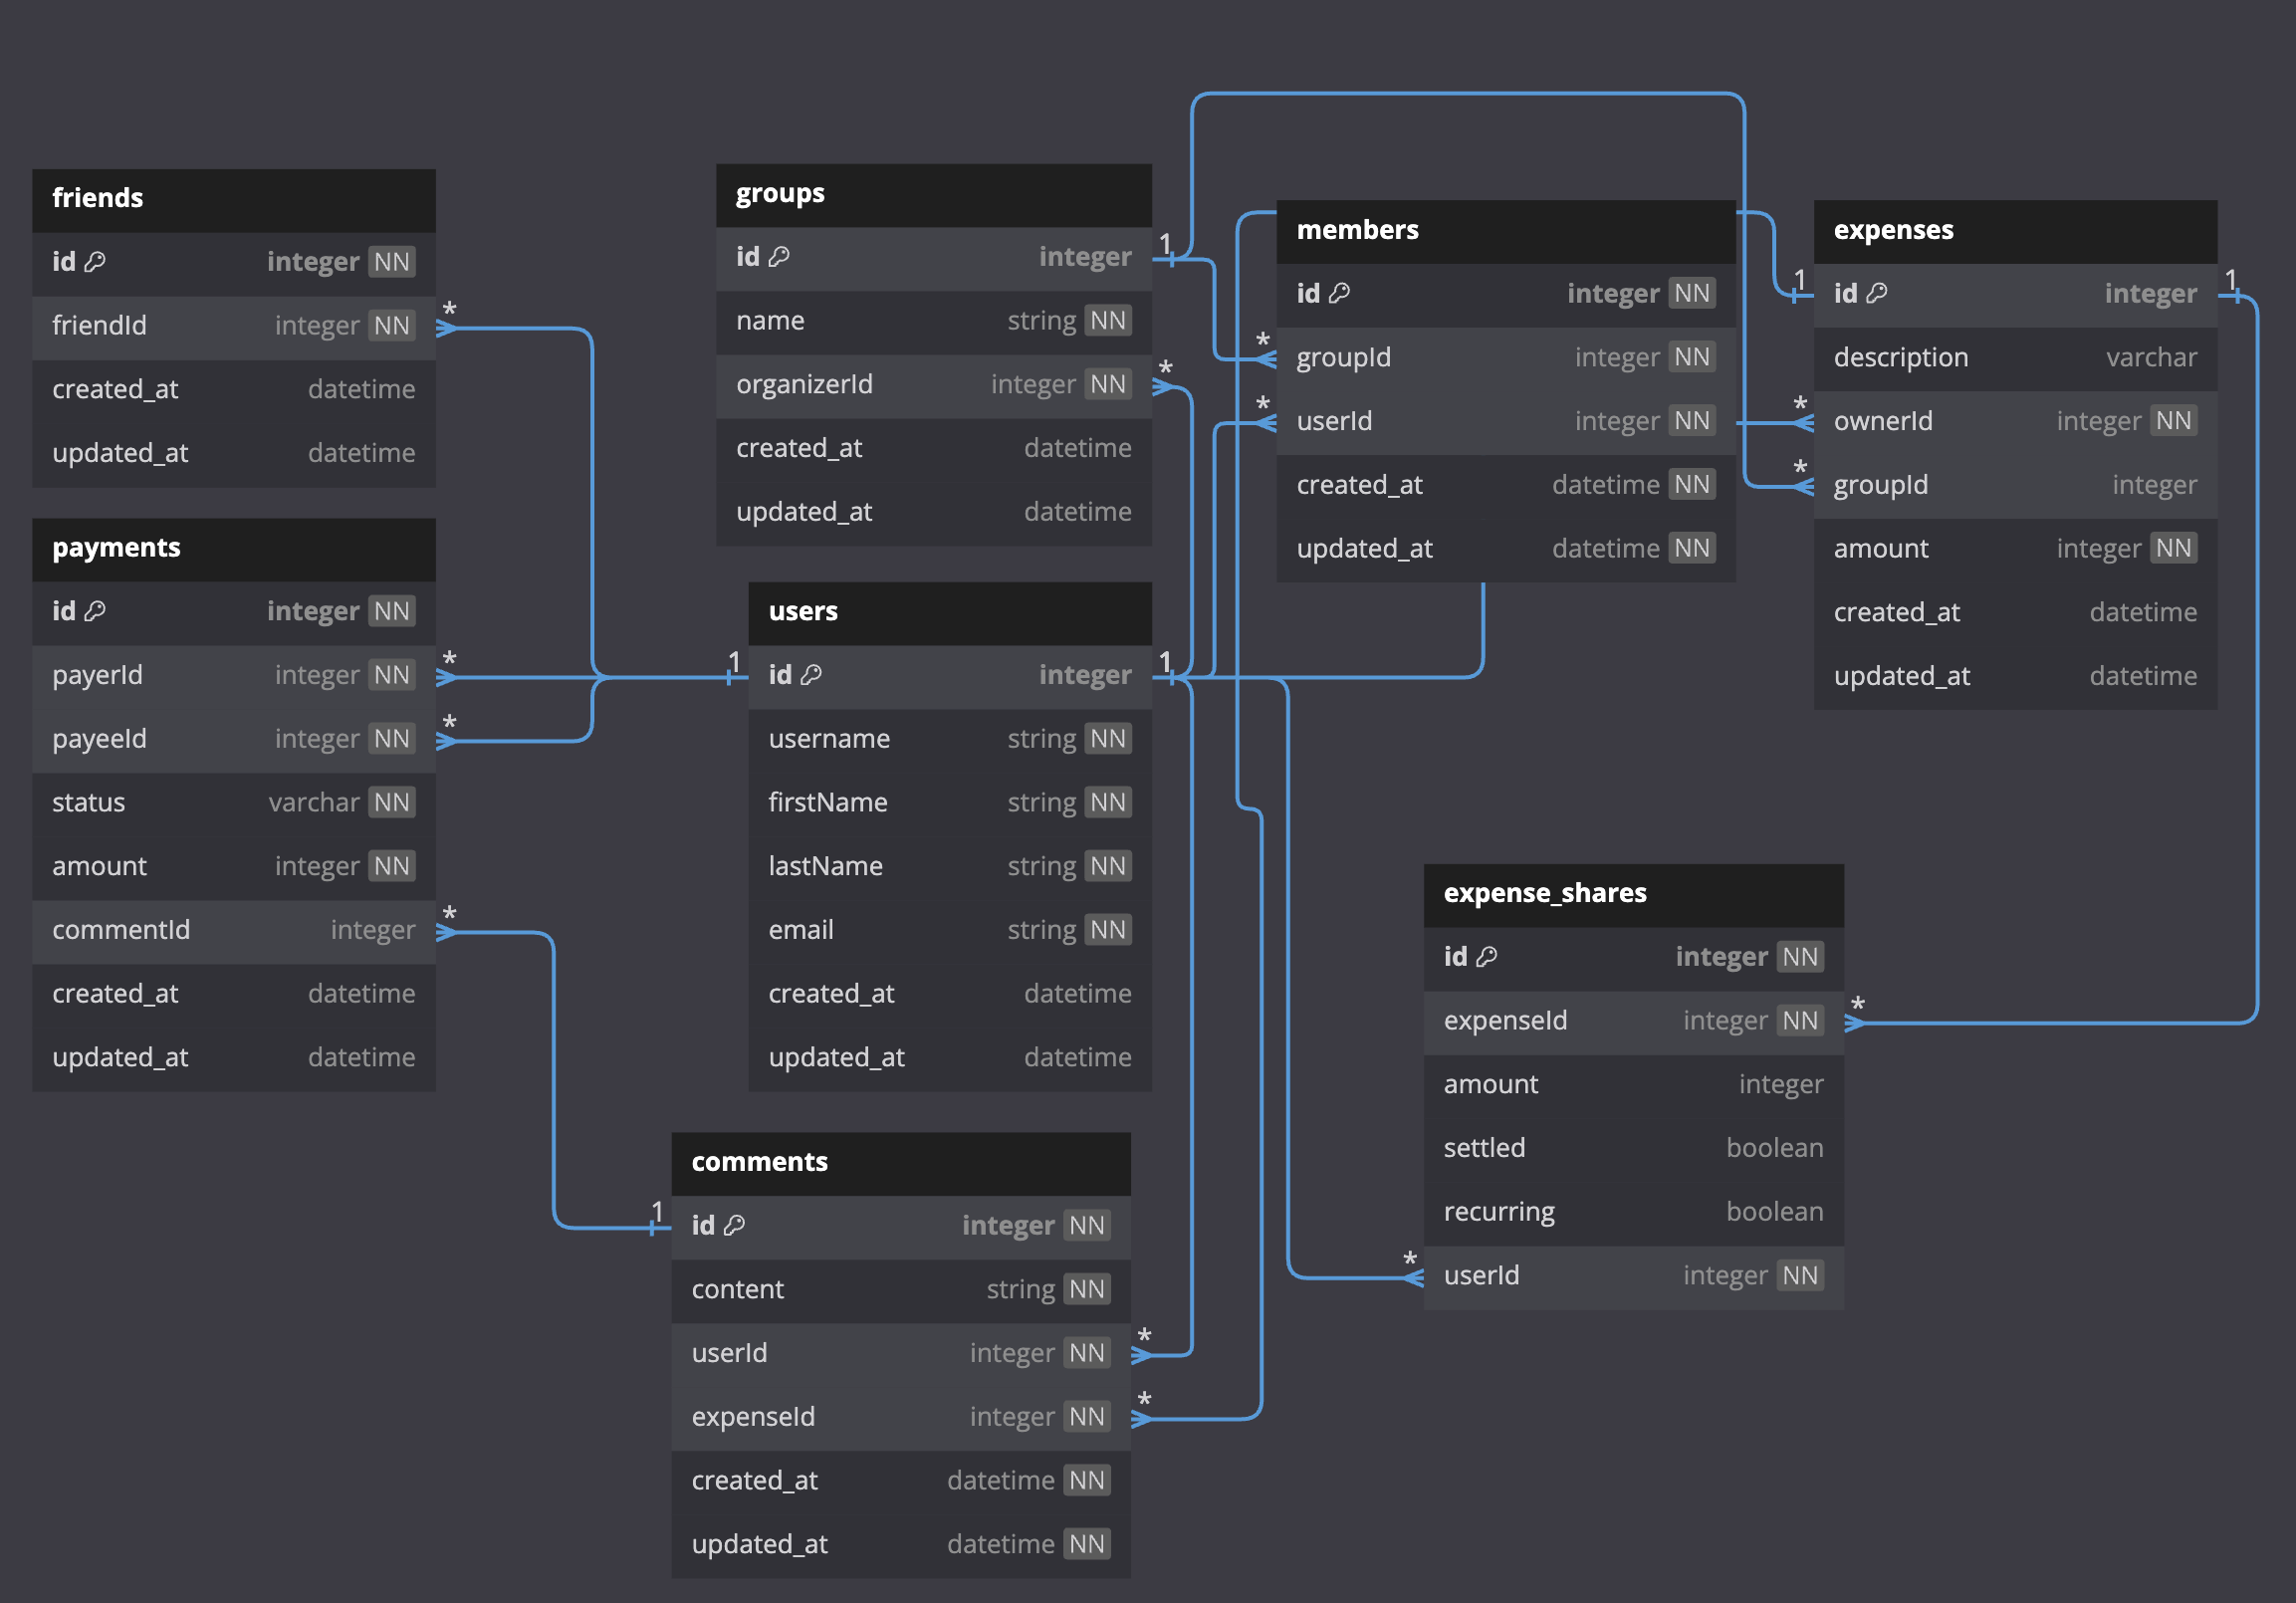 friends
id integer NN
friendId integer NN *
created_at datetime
updated_at datetime
payments
id integer NN
payerId integer NN *
payeeId integer NN *
status varchar NN
amount integer NN
commentId integer NN *
created_at datetime
updated_at datetime
groups
id integer 1
name string NN
organizerId integer NN *
created_at datetime
updated_at datetime
1 users
id integer 1
username string NN
firstName string NN
lastName string NN
email string NN
created_at datetime
updated_at datetime
comments
1 id integer NN
content string NN
userId integer NN *
expenseId integer NN *
created_at datetime NN
updated_at datetime NN
members
id integer NN
* groupId integer NN
* userId integer NN
created_at datetime NN
updated_at datetime NN
expenses
1 id integer 1
description varchar
* ownerId integer NN
* groupId integer
amount integer NN
created_at datetime
updated_at datetime
expense_shares
id integer NN
expenseId integer NN *
amount integer
settled boolean
recurring boolean
* userId integer NN